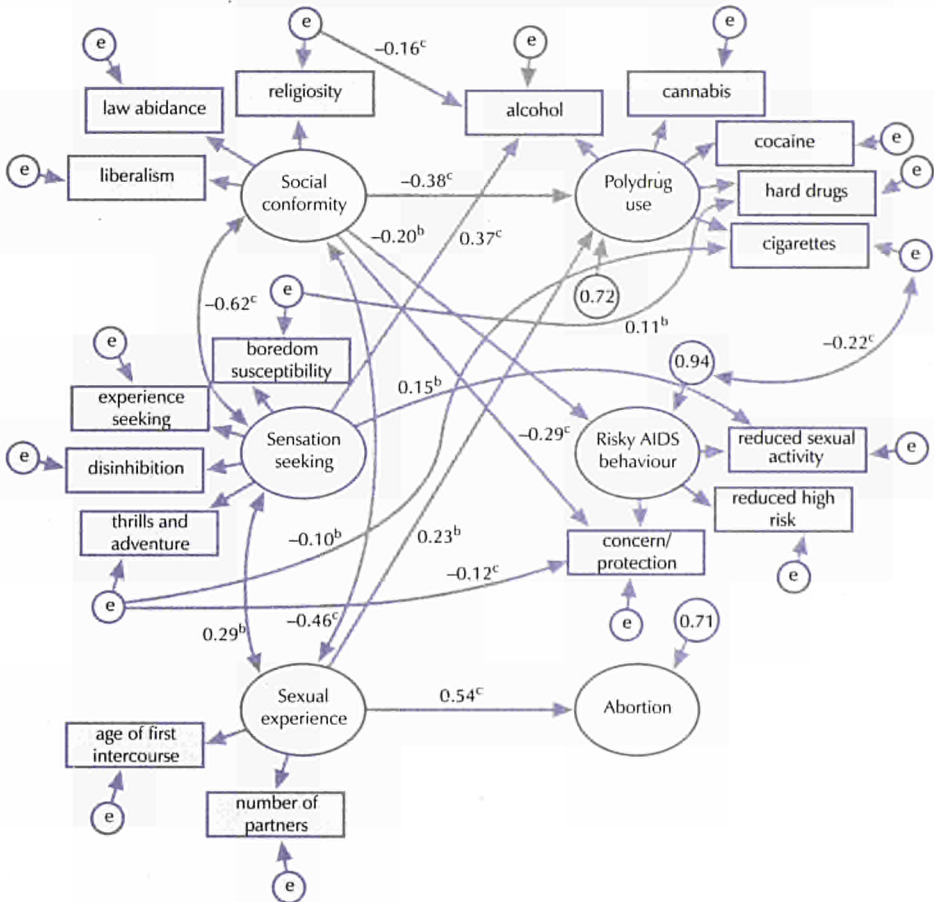 e
e
–0.16ᶜ
e
e
law abidance
religiosity
alcohol
cannabis
cocaine
e
e
liberalism
Social
conformity
–0.38ᶜ
Polydrug
use
hard drugs
e
–0.20ᵇ
0.37ᶜ
cigarettes
e
–0.62ᶜ
e
0.72
0.11ᵇ
–0.22ᶜ
e
boredom
susceptibility
0.94
experience
seeking
0.15ᵇ
Sensation
seeking
–0.29ᶜ
Risky AIDS
behaviour
reduced sexual
activity
e
e
disinhibition
reduced high
risk
thrills and
adventure
–0.10ᵇ
0.23ᵇ
concern/
protection
e
–0.12ᶜ
e
e
0.29ᵇ
–0.46ᶜ
0.71
Sexual
experience
0.54ᶜ
Abortion
age of first
intercourse
e
number of
partners
e